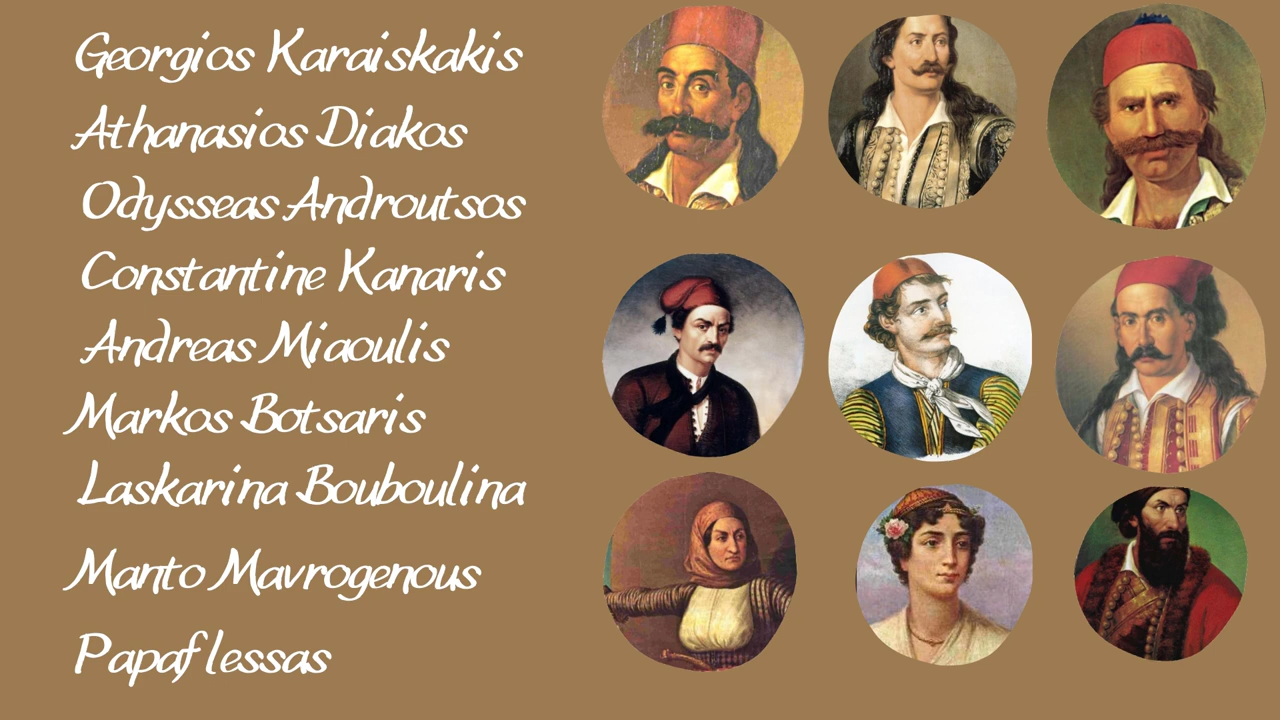 Georgios Karaiskakis
Athanasios Diakos
Odysseas Androutsos
Constantine Kanaris
Andreas Miaoulis
Markos Botsaris
Laskarina Bouboulina
Manto Mavrogenous
Papaflessas